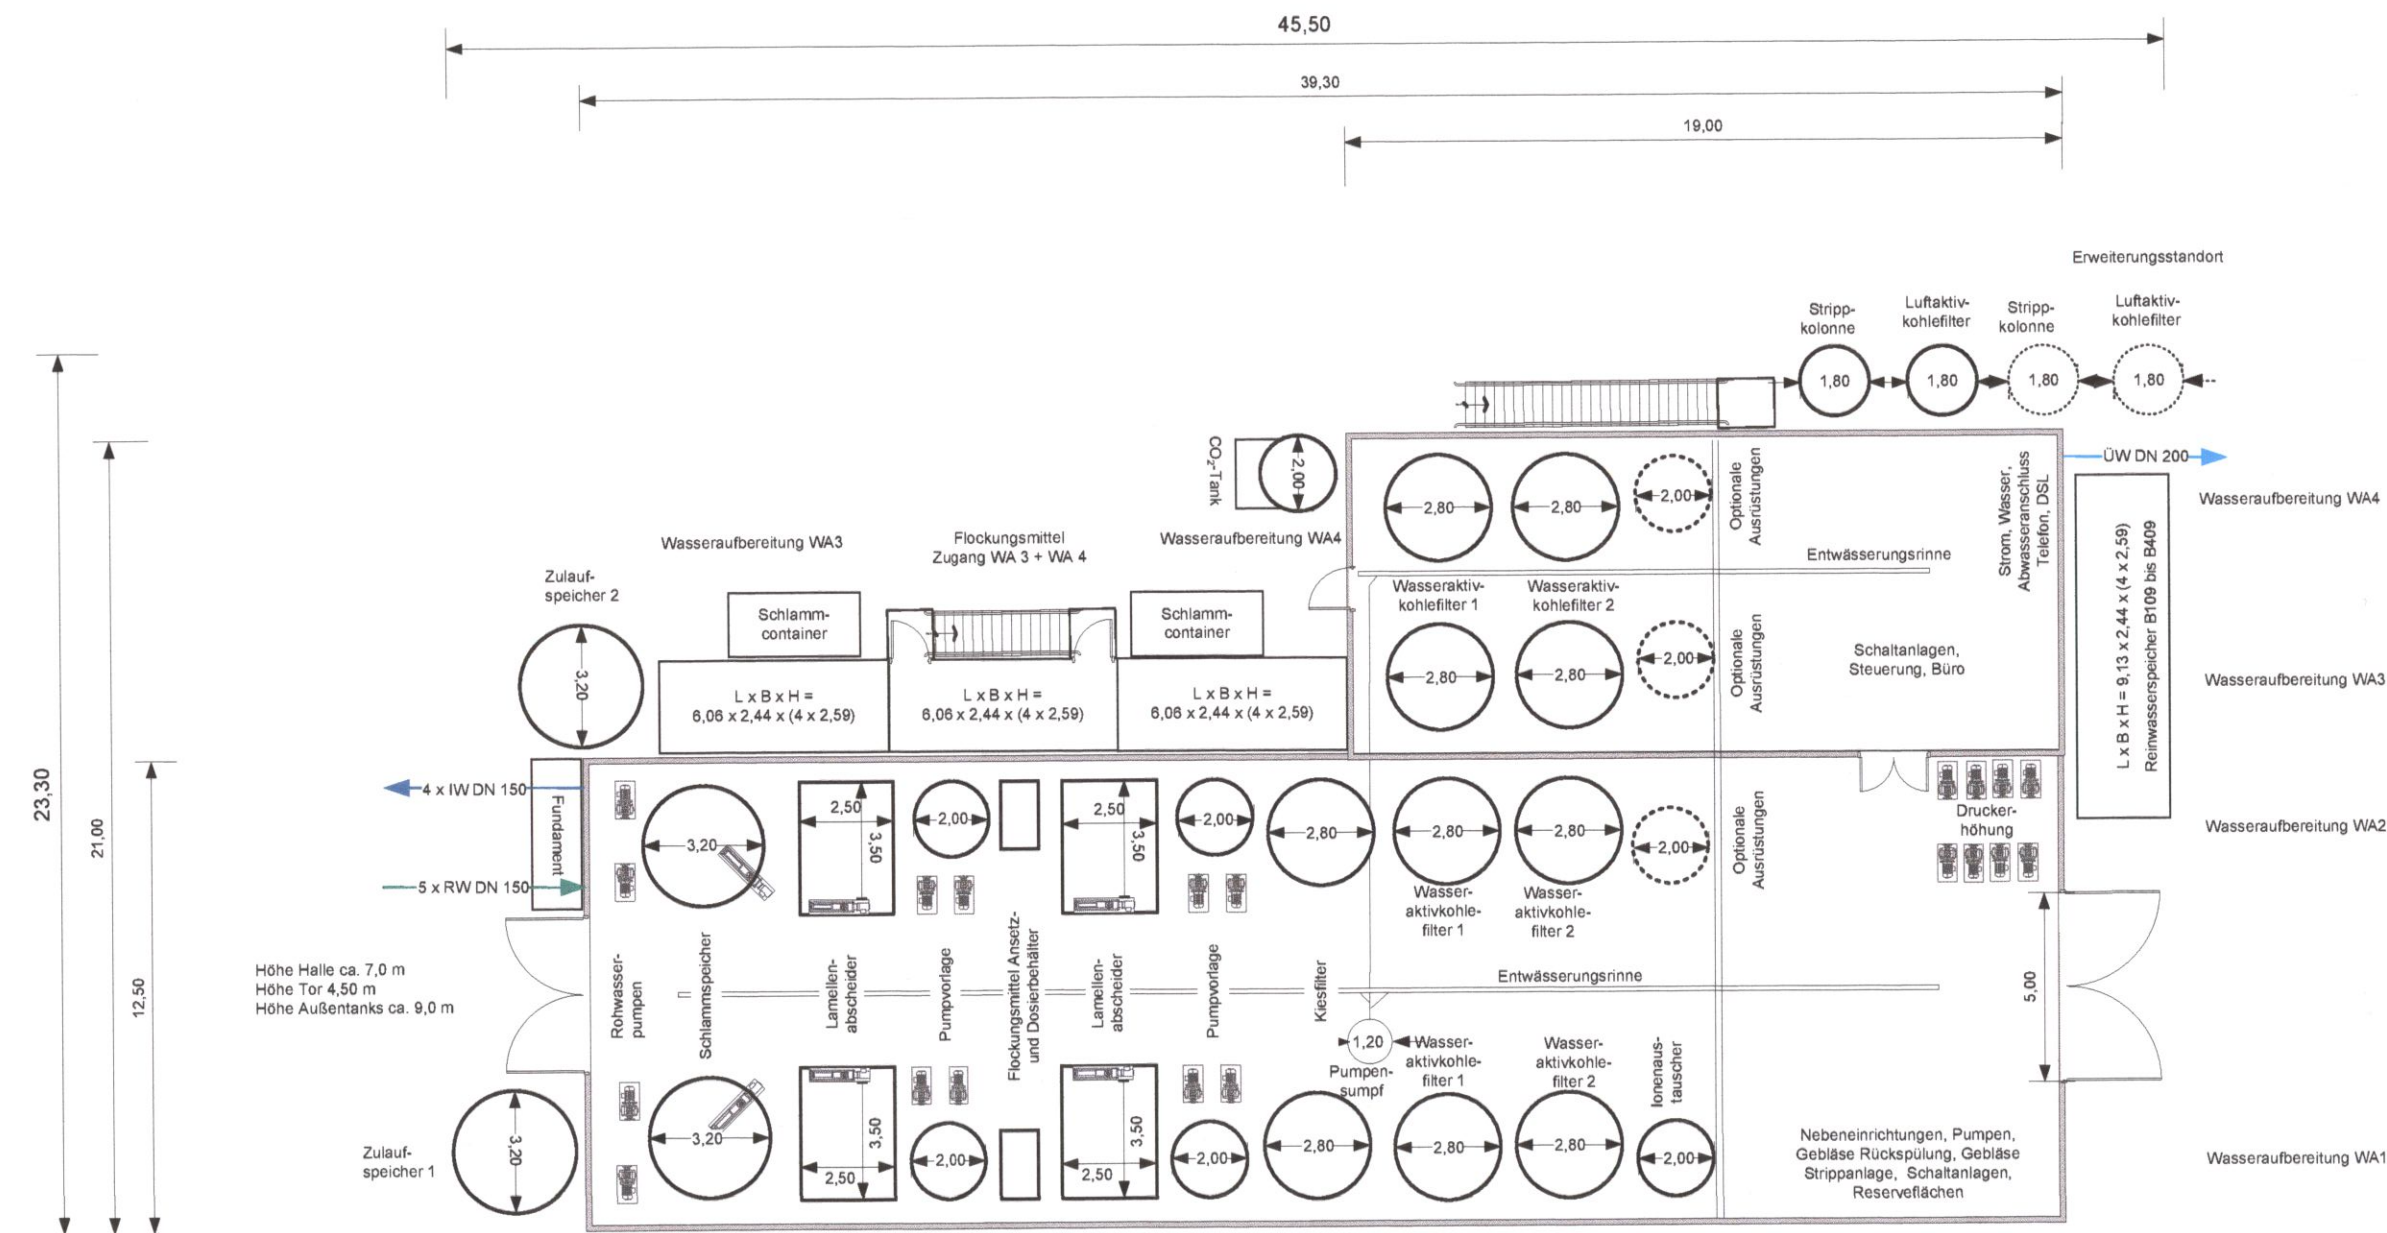 45,50
39,30
19,00
Erweiterungsstandort
Stripp-
kolonne
Luftaktiv-
kohlefilter
Stripp-
kolonne
Luftaktiv-
kohlefilter
1,80
1,80
1,80
1,80
23,30
21,00
12,50
CO₂-Tank
2,00
2,80
2,80
2,00
Optionale
Ausrüstungen
Strom, Wasser,
Abwasseranschluss
Telefon, DSL
ÜW DN 200
Wasseraufbereitung WA4
Wasseraufbereitung WA3
Flockungsmittel
Zugang WA 3 + WA 4
Wasseraufbereitung WA4
Entwässerungsrinne
Zulauf-
speicher 2
3,20
Schlamm-
container
Schlamm-
container
Wasseraktiv-
kohlefilter 1
Wasseraktiv-
kohlefilter 2
2,80
2,80
2,00
Optionale
Ausrüstungen
Schaltanlagen,
Steuerung, Büro
L x B x H = 9,13 x 2,44 x (4 x 2,59)
Reinwasserspeicher B109 bis B409
Wasseraufbereitung WA3
L x B x H =
6,06 x 2,44 x (4 x 2,59)
L x B x H =
6,06 x 2,44 x (4 x 2,59)
L x B x H =
6,06 x 2,44 x (4 x 2,59)
4 x IW DN 150
Fundament
5 x RW DN 150
3,20
2,50
3,50
2,00
2,50
3,50
2,00
2,80
2,80
2,80
2,00
Optionale
Ausrüstungen
Drucker-
höhung
Wasseraufbereitung WA2
Wasser-
aktivkohle-
filter 1
Wasser-
aktivkohle-
filter 2
Höhe Halle ca. 7,0 m
Höhe Tor 4,50 m
Höhe Außentanks ca. 9,0 m
Rohwasser-
pumpen
Schlammspeicher
Lamellen-
abscheider
Pumpvorlage
Flockungsmittel Ansetz-
und Dosierbehälter
Lamellen-
abscheider
Pumpvorlage
Kiesfilter
Entwässerungsrinne
5,00
1,20
Pumpen-
sumpf
Wasser-
aktivkohle-
filter 1
Wasser-
aktivkohle-
filter 2
Ionenaus-
tauscher
Zulauf-
speicher 1
3,20
3,20
2,50
3,50
2,00
2,50
3,50
2,00
2,80
2,80
2,80
2,00
Nebeneinrichtungen, Pumpen,
Gebläse Rückspülung, Gebläse
Strippanlage, Schaltanlagen,
Reserveflächen
Wasseraufbereitung WA1